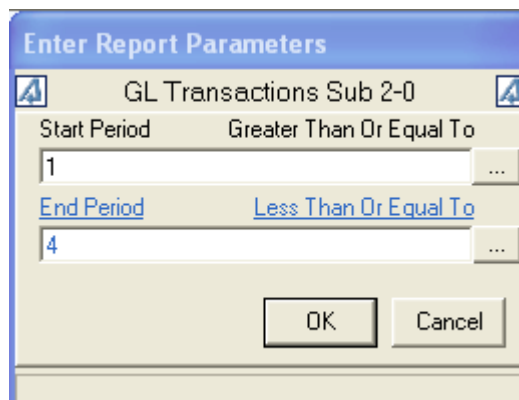 Enter Report Parameters
GL Transactions Sub 2-0
Start Period Greater Than Or Equal To
1
...
End Period Less Than Or Equal To
4
...
OK Cancel